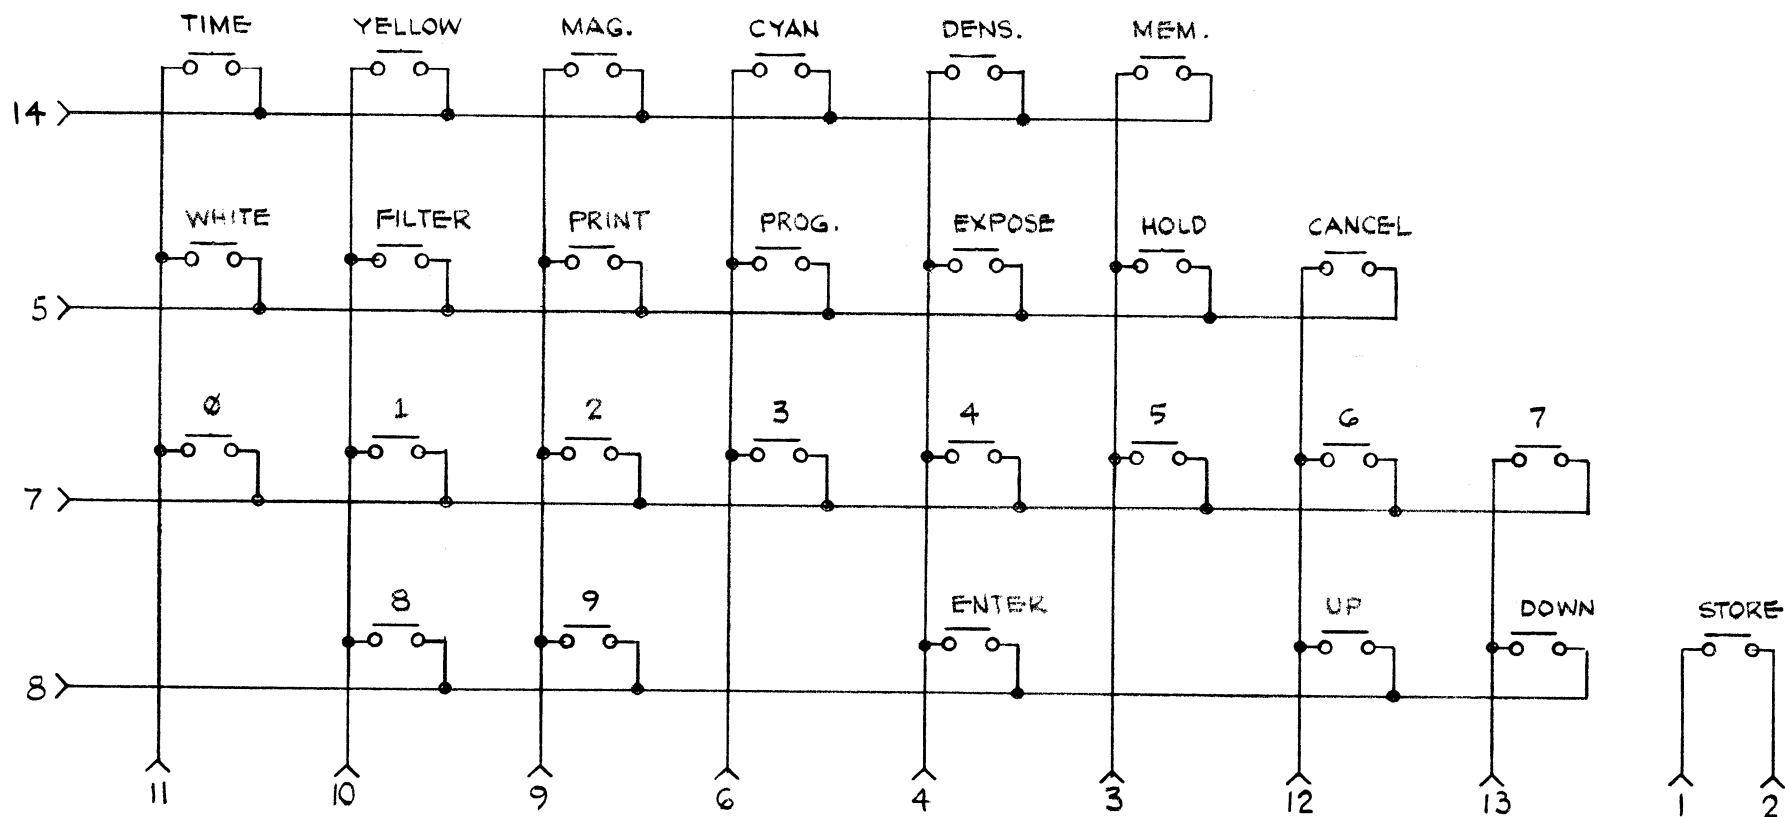 TIME YELLOW MAG. CYAN DENS. MEM.
14
WHITE FILTER PRINT PROG. EXPOSE HOLD CANCEL
5
Ø 1 2 3 4 5 6 7
7
8 9 ENTER UP DOWN STORE
8
11 10 9 6 4 3 12 13 1 2